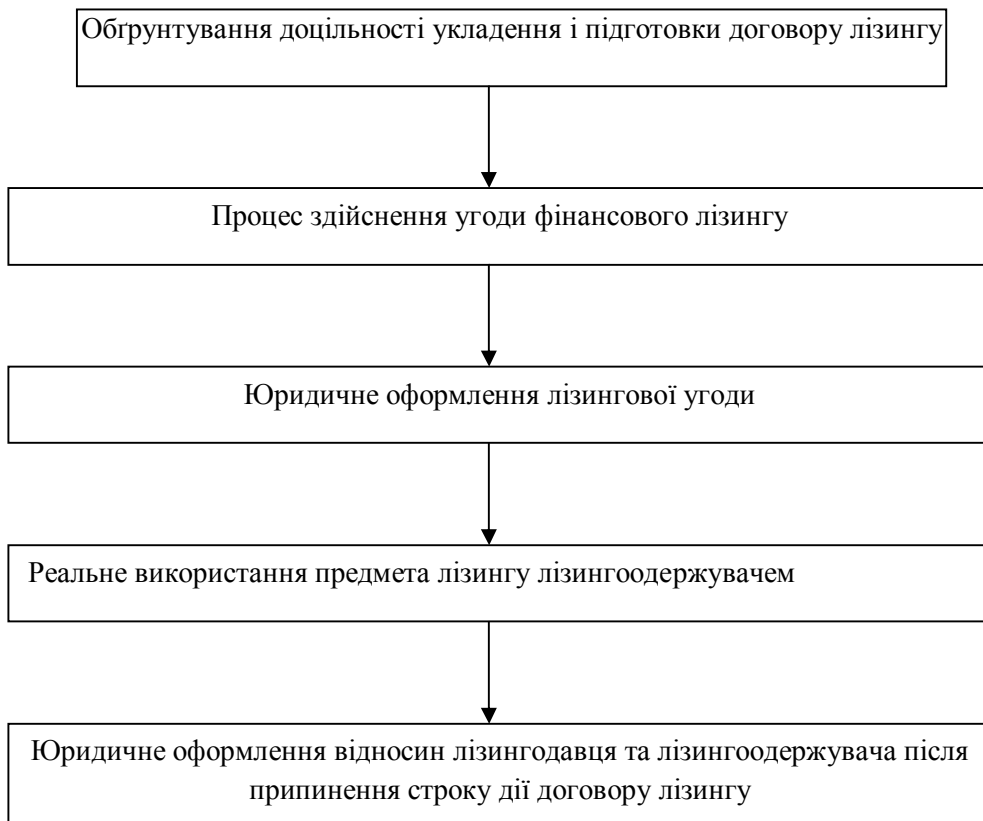 Обґрунтування доцільності укладення і підготовки договору лізингу
Процес здійснення угоди фінансового лізингу
Юридичне оформлення лізингової угоди
Реальне використання предмета лізингу лізингоодержувачем
Юридичне оформлення відносин лізингодавця та лізингоодержувача після
припинення строку дії договору лізингу